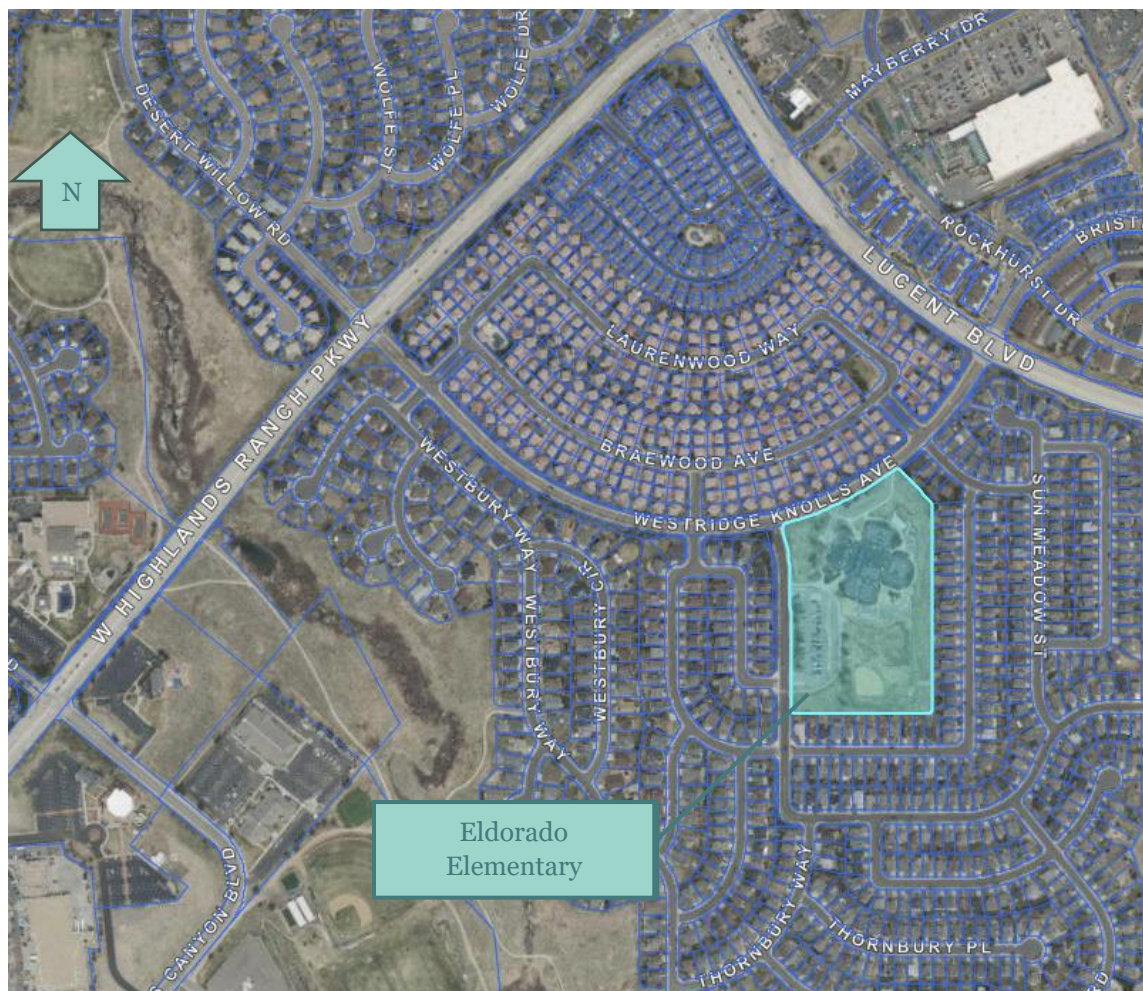 MAYBERRY DR
WOLFE DR
WOLFE PL
WOLFE ST
DESERT WILLOW RD
N
ROCKHURST DR
LUCENT BLVD
LAURENWOOD WAY
W HIGHLANDS RANCH PKWY
BRAEWOOD AVE
WESTRIDGE KNOLLS AVE
WESTBURY WAY
SUN MEADOW ST
WESTBURY CIR
WESTBURY WAY
Eldorado
Elementary
CANYON BLVD
THORNBURY WAY
THORNBURY PL
RD